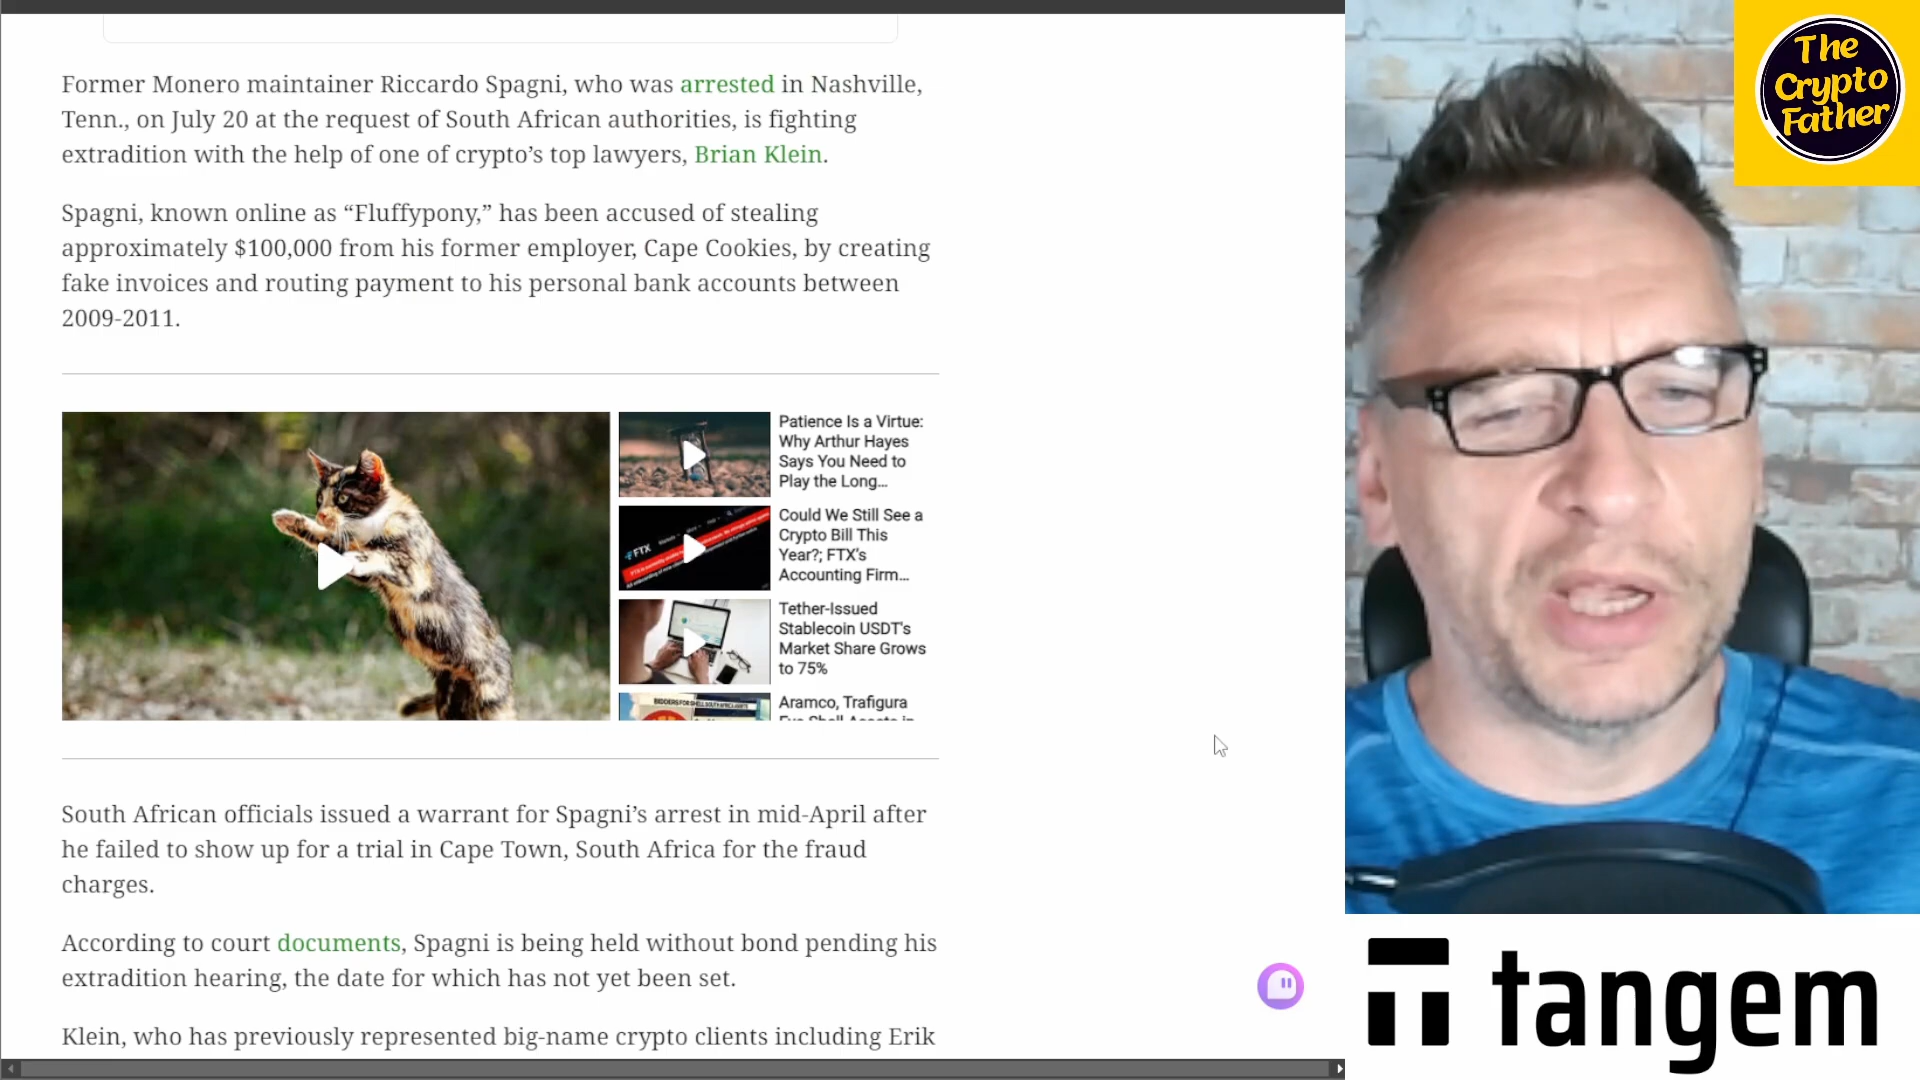 Former Monero maintainer Riccardo Spagni, who was arrested in Nashville,
Tenn., on July 20 at the request of South African authorities, is fighting
extradition with the help of one of crypto’s top lawyers, Brian Klein.
Spagni, known online as “Fluffypony,” has been accused of stealing
approximately $100,000 from his former employer, Cape Cookies, by creating
fake invoices and routing payment to his personal bank accounts between
2009-2011.
Patience Is a Virtue:
Why Arthur Hayes
Says You Need to
Play the Long...
FTX
Could We Still See a
Crypto Bill This
Year?; FTX's
Accounting Firm...
Tether-Issued
Stablecoin USDT's
Market Share Grows
to 75%
Aramco, Trafigura
South African officials issued a warrant for Spagni’s arrest in mid-April after
he failed to show up for a trial in Cape Town, South Africa for the fraud
charges.
According to court documents, Spagni is being held without bond pending his
extradition hearing, the date for which has not yet been set.
Klein, who has previously represented big-name crypto clients including Erik
The
Crypto
Father
tangem